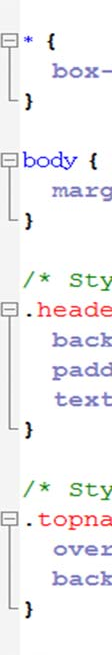 * {
box-
}
body {
marg
}
/* Sty
.heade
back
padd
text
}
/* Sty
.topna
over
back
}